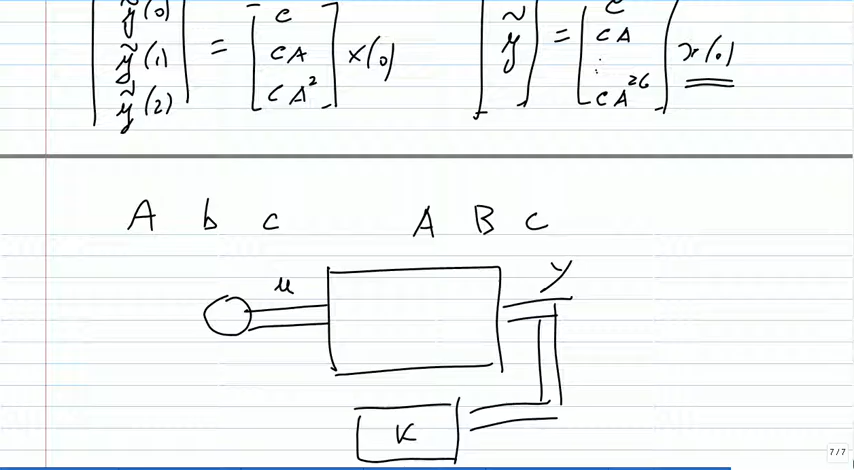 ỹ(0) = [ c
ỹ(1) cA
ỹ(2) cA² ] x(0)
ỹ = [ c
cA
⋮
cA²⁶ ] x(0)
A b c A B C
u
y
K
7 / 7